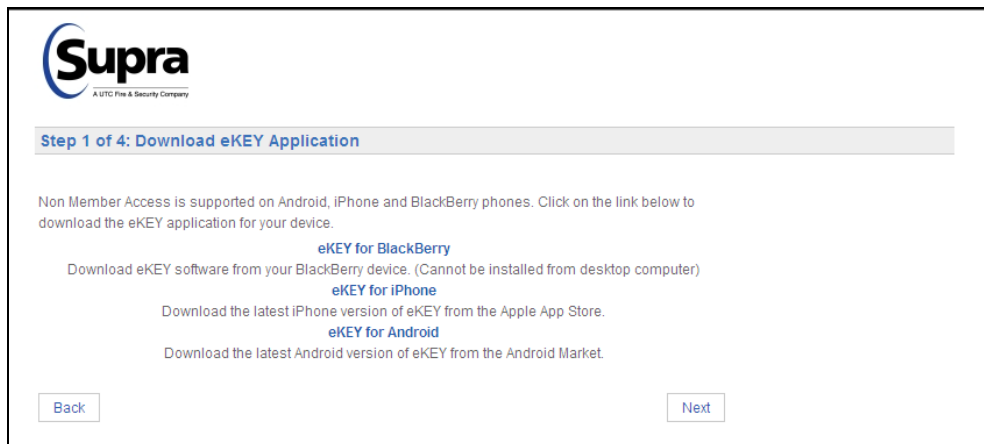 Supra
A UTC Fire & Security Company
Step 1 of 4: Download eKEY Application
Non Member Access is supported on Android, iPhone and BlackBerry phones. Click on the link below to
download the eKEY application for your device.
eKEY for BlackBerry
Download eKEY software from your BlackBerry device. (Cannot be installed from desktop computer)
eKEY for iPhone
Download the latest iPhone version of eKEY from the Apple App Store.
eKEY for Android
Download the latest Android version of eKEY from the Android Market.
Back
Next